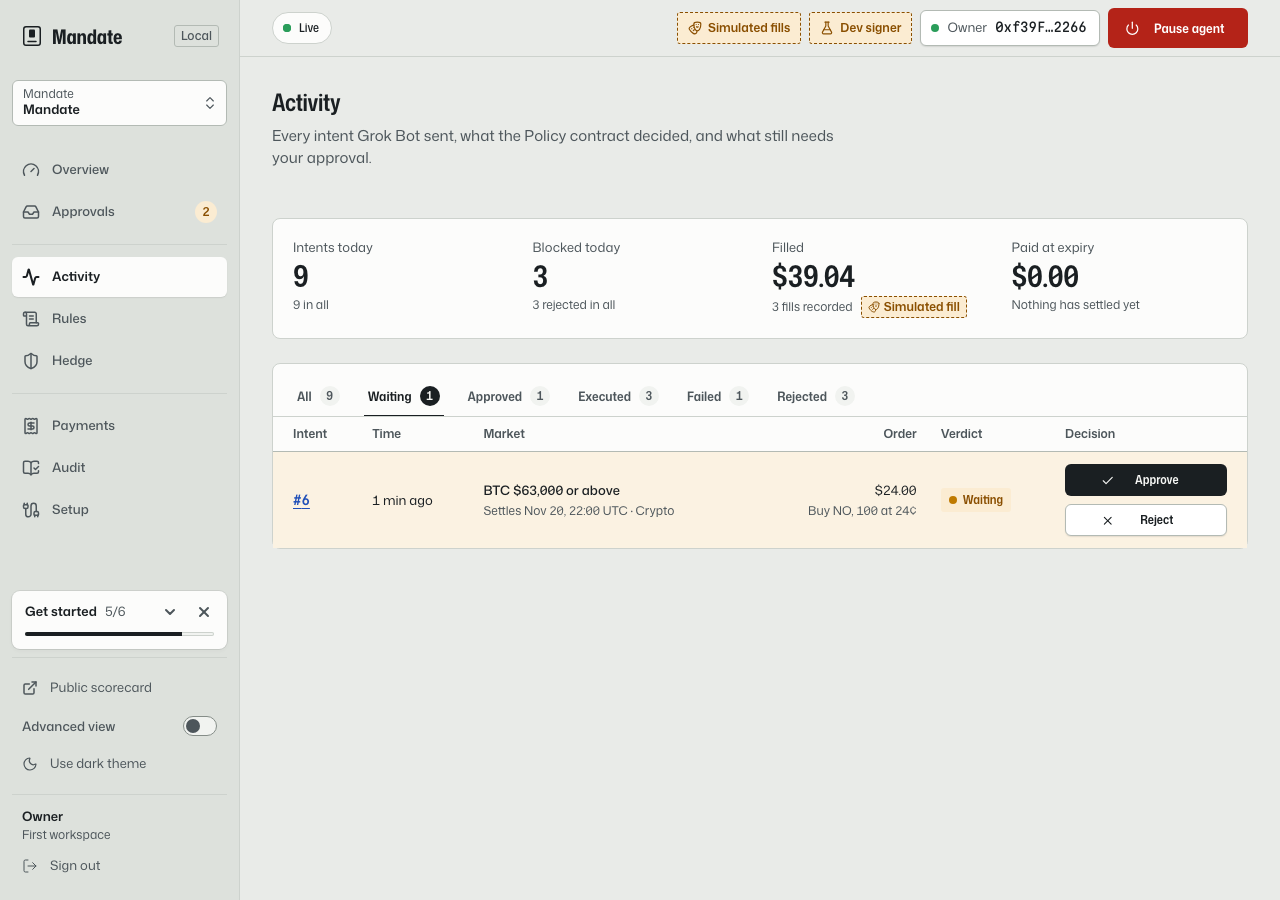 Mandate
Local
Mandate
Mandate
Overview
Approvals 2
Activity
Rules
Hedge
Payments
Audit
Setup
Get started 5/6
Public scorecard
Advanced view
Use dark theme
Owner
First workspace
Sign out
Live
Simulated fills
Dev signer
Owner 0xf39F…2266
Pause agent
Activity
Every intent Grok Bot sent, what the Policy contract decided, and what still needs
your approval.
Intents today
9
9 in all
Blocked today
3
3 rejected in all
Filled
$39.04
3 fills recorded Simulated fill
Paid at expiry
$0.00
Nothing has settled yet
All 9 Waiting 1 Approved 1 Executed 3 Failed 1 Rejected 3
Intent Time Market Order Verdict Decision
#6
1 min ago
BTC $63,000 or above
Settles Nov 20, 22:00 UTC · Crypto
$24.00
Buy NO, 100 at 24¢
Waiting
Approve
Reject